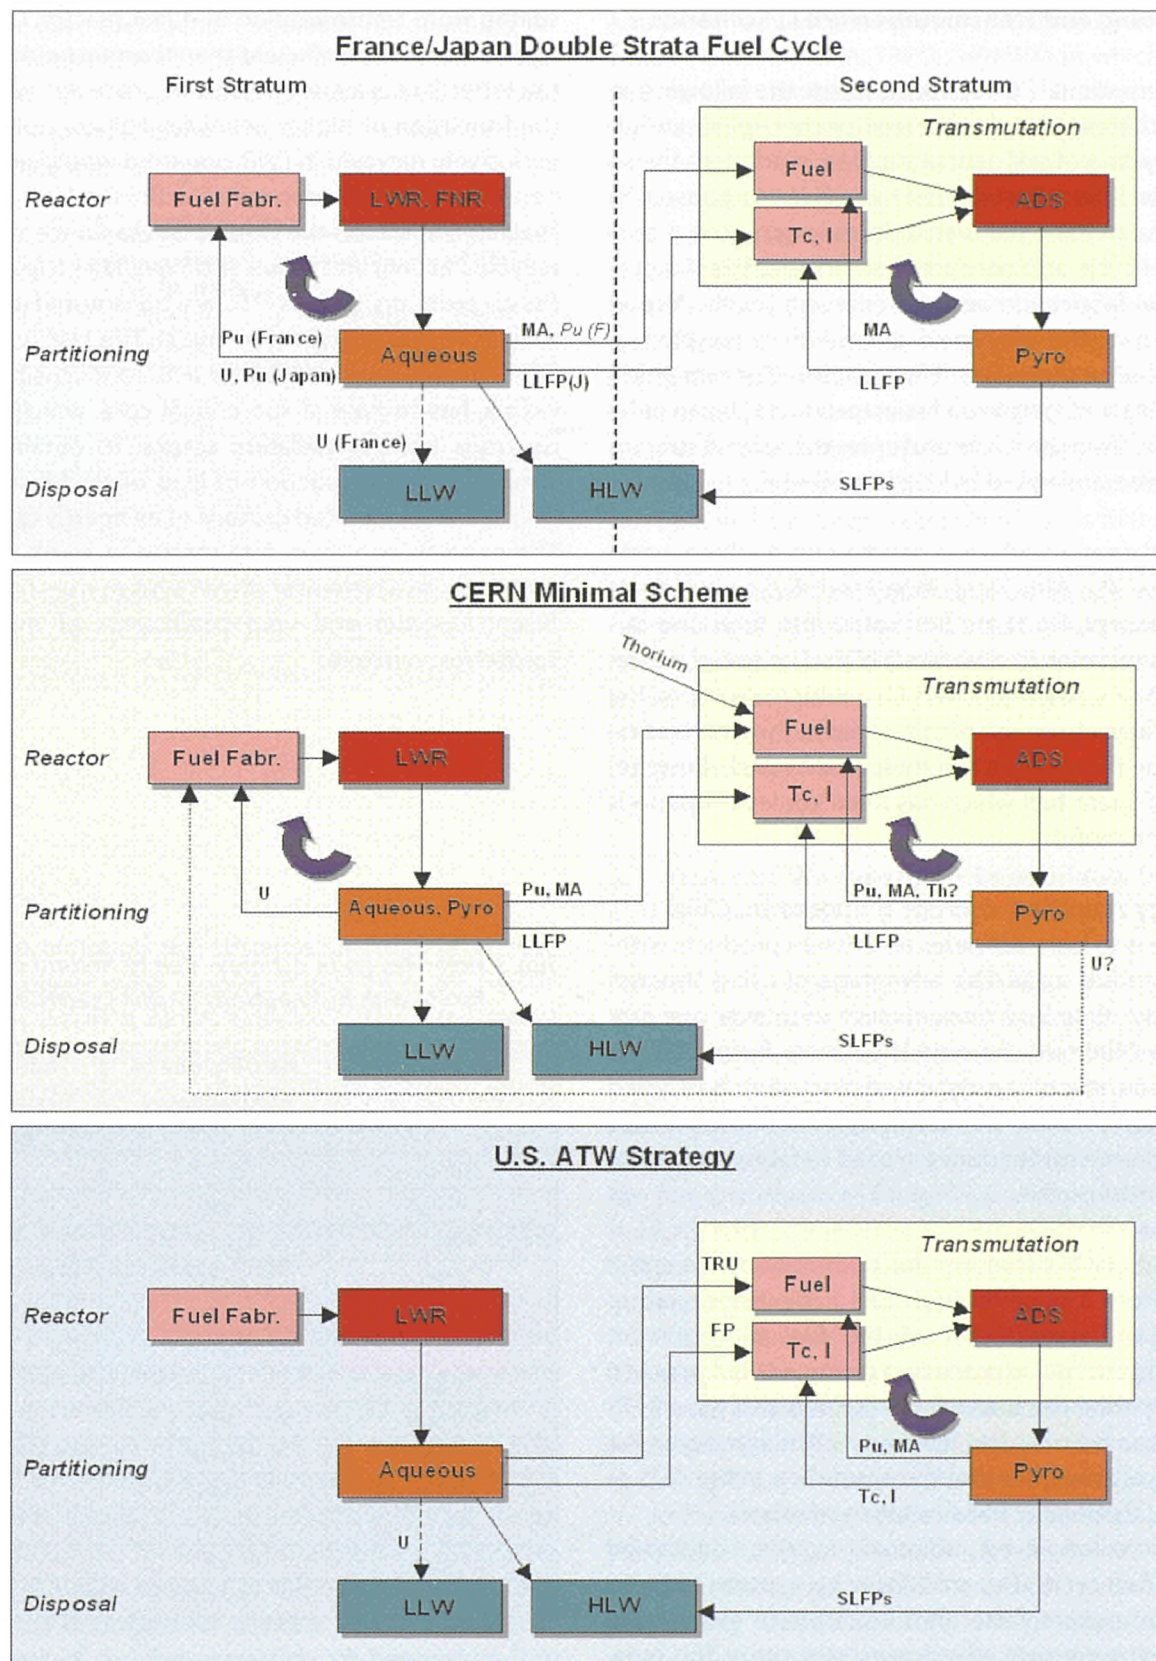 France/Japan Double Strata Fuel Cycle
First Stratum
Second Stratum
Transmutation
Reactor
Fuel Fabr.
LWR, FNR
Fuel
Tc, I
ADS
Pu (France)
U, Pu (Japan)
MA, Pu (F)
LLFP(J)
MA
LLFP
Partitioning
Aqueous
Pyro
U (France)
Disposal
LLW
HLW
SLFPs
CERN Minimal Scheme
Thorium
Transmutation
Reactor
Fuel Fabr.
LWR
Fuel
Tc, I
ADS
U
Pu, MA
LLFP
Pu, MA, Th?
LLFP
Partitioning
Aqueous, Pyro
Pyro
U?
Disposal
LLW
HLW
SLFPs
U.S. ATW Strategy
Transmutation
TRU
FP
Reactor
Fuel Fabr.
LWR
Fuel
Tc, I
ADS
Pu, MA
Tc, I
Partitioning
Aqueous
Pyro
U
Disposal
LLW
HLW
SLFPs